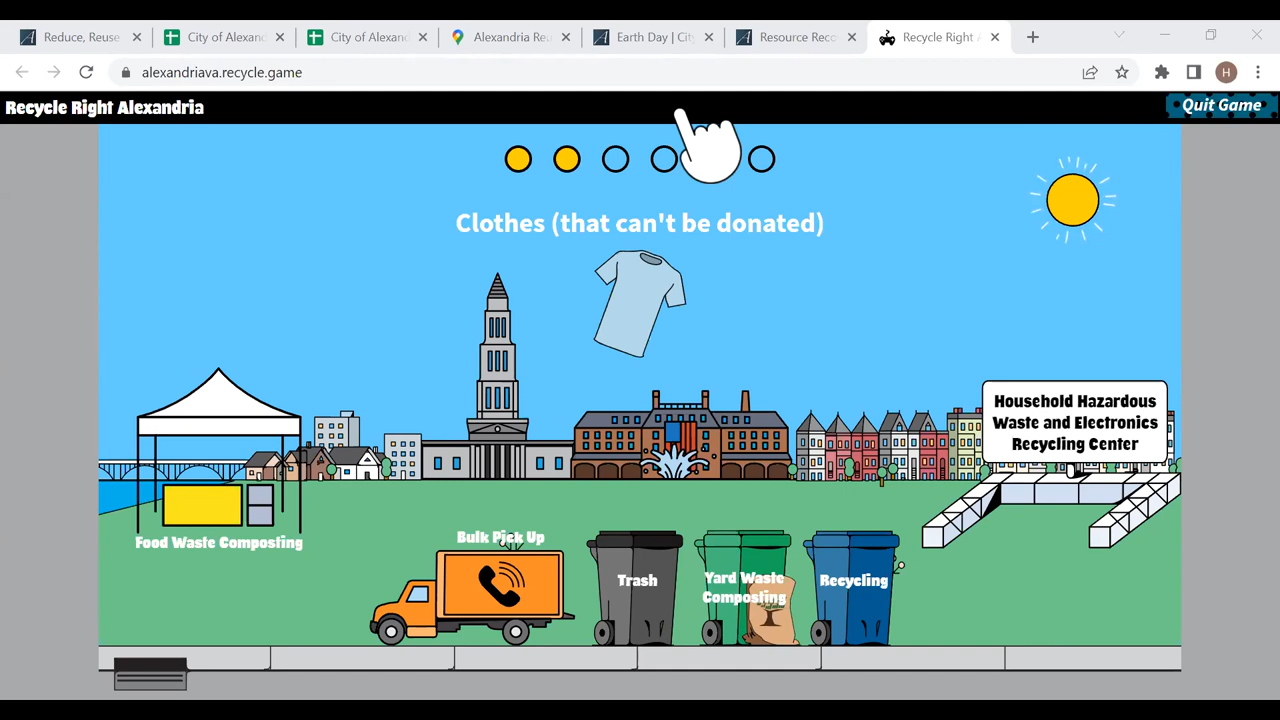 Reduce, Reuse
City of Alexand
City of Alexand
Alexandria Re
Earth Day | Cit
Resource Reco
Recycle Right A
alexandriava.recycle.game
H
Recycle Right Alexandria
Quit Game
Clothes (that can't be donated)
Household Hazardous
Waste and Electronics
Recycling Center
Food Waste Composting
Bulk Pick Up
Trash
Yard Waste
Composting
Recycling